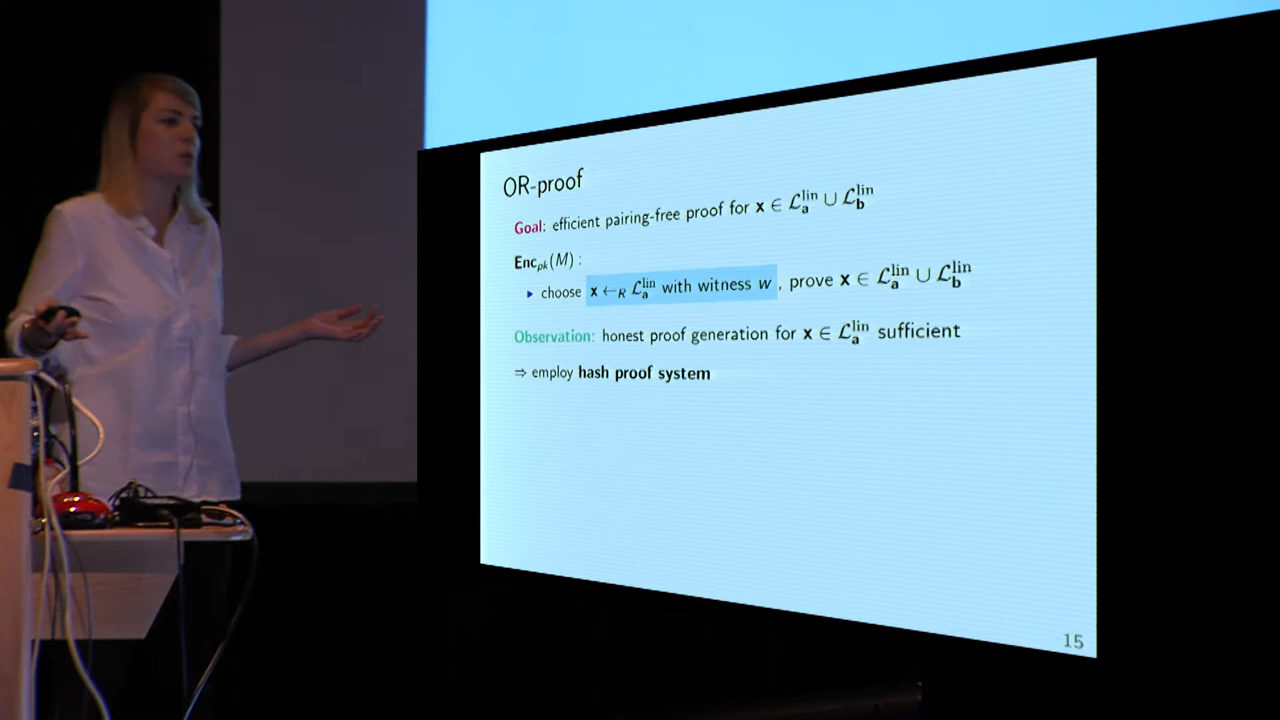 OR-proof
Goal: efficient pairing-free proof for x ∈ ℒ_a^lin ∪ ℒ_b^lin
Enc_pk(M) :
▸ choose x ←_R ℒ_a^lin with witness w , prove x ∈ ℒ_a^lin ∪ ℒ_b^lin
Observation: honest proof generation for x ∈ ℒ_a^lin sufficient
⇒ employ hash proof system
15